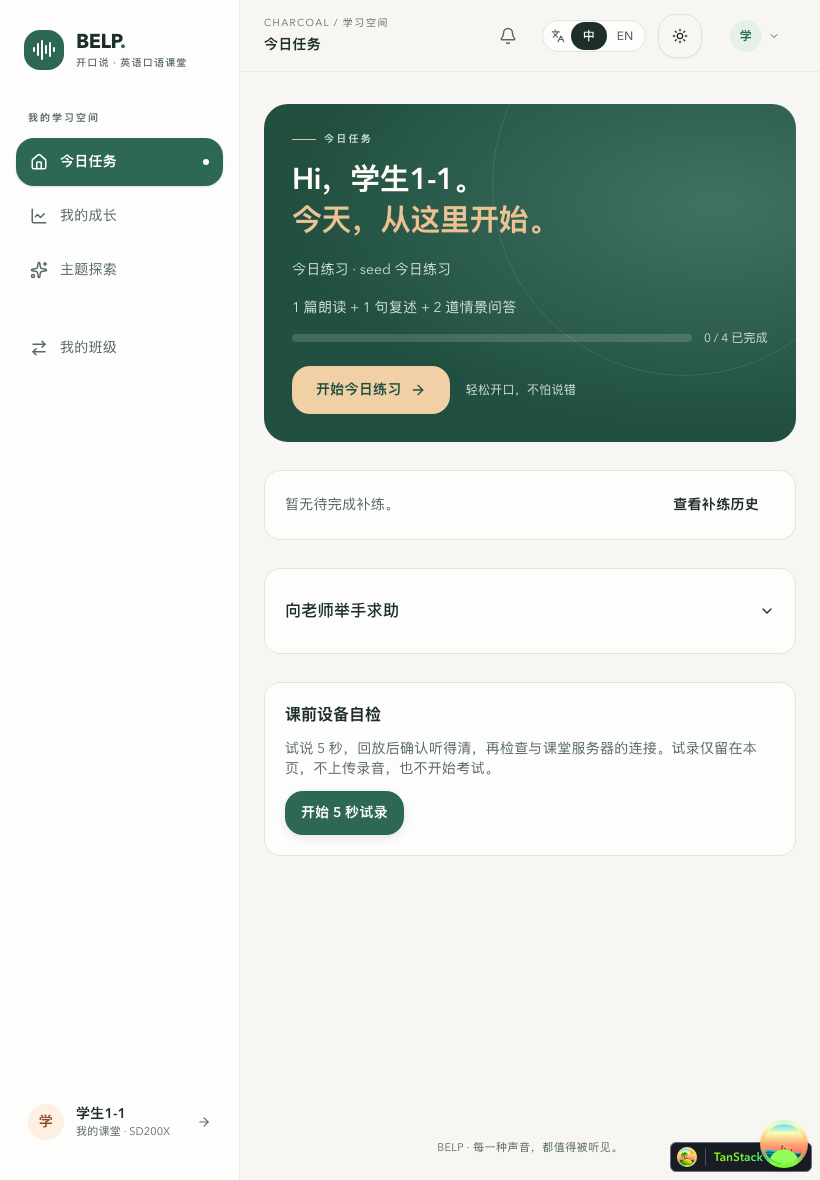 BELP.
开口说 · 英语口语课堂
我的学习空间
今日任务
我的成长
主题探索
我的班级
学
学生1-1
我的课堂 · SD200X
CHARCOAL / 学习空间
今日任务
中
EN
学
今日任务
Hi，学生1-1。
今天，从这里开始。
今日练习 · seed 今日练习
1 篇朗读 + 1 句复述 + 2 道情景问答
0 / 4 已完成
开始今日练习
轻松开口，不怕说错
暂无待完成补练。
查看补练历史
向老师举手求助
课前设备自检
试说 5 秒，回放后确认听得清，再检查与课堂服务器的连接。试录仅留在本
页，不上传录音，也不开始考试。
开始 5 秒试录
BELP · 每一种声音，都值得被听见。
TanStack